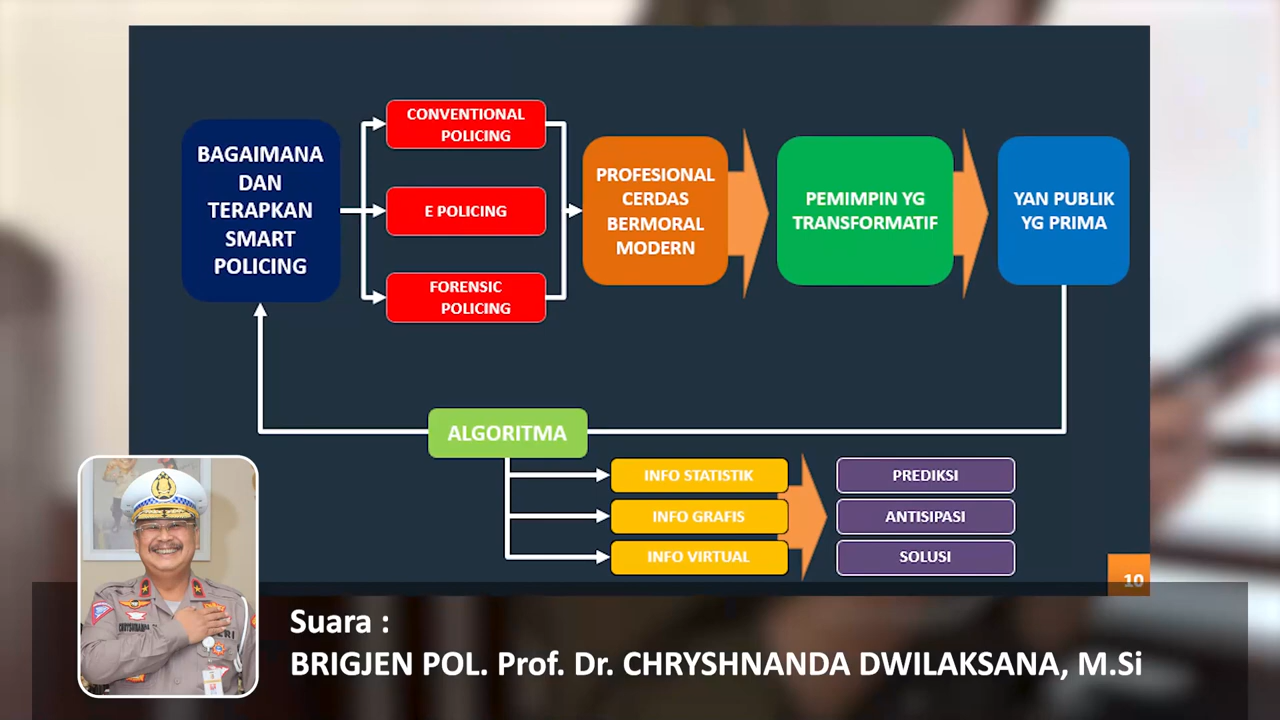 BAGAIMANA
DAN
TERAPKAN
SMART
POLICING
CONVENTIONAL
POLICING
E POLICING
FORENSIC
POLICING
PROFESIONAL
CERDAS
BERMORAL
MODERN
PEMIMPIN YG
TRANSFORMATIF
YAN PUBLIK
YG PRIMA
ALGORITMA
INFO STATISTIK
INFO GRAFIS
INFO VIRTUAL
PREDIKSI
ANTISIPASI
SOLUSI
10
Suara :
BRIGJEN POL. Prof. Dr. CHRYSHNANDA DWILAKSANA, M.Si